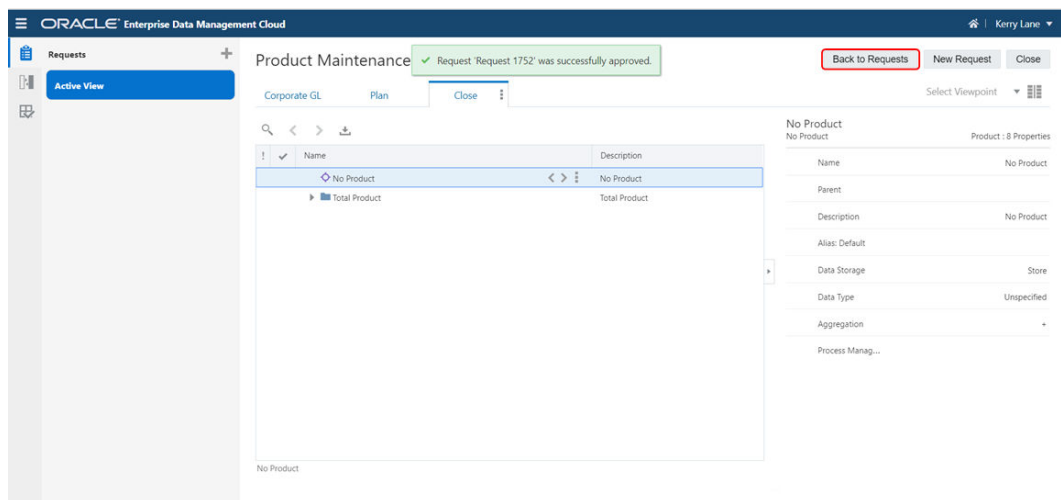 ORACLE® Enterprise Data Management Cloud
Kerry Lane
Requests
Active View
Product Maintenance
Request 'Request 1752' was successfully approved.
Back to Requests
New Request
Close
Corporate GL
Plan
Close
Select Viewpoint
! Name Description
No Product No Product
Total Product Total Product
No Product
No Product
No Product Product : 8 Properties
Name No Product
Parent
Description No Product
Alias: Default
Data Storage Store
Data Type Unspecified
Aggregation +
Process Manag...